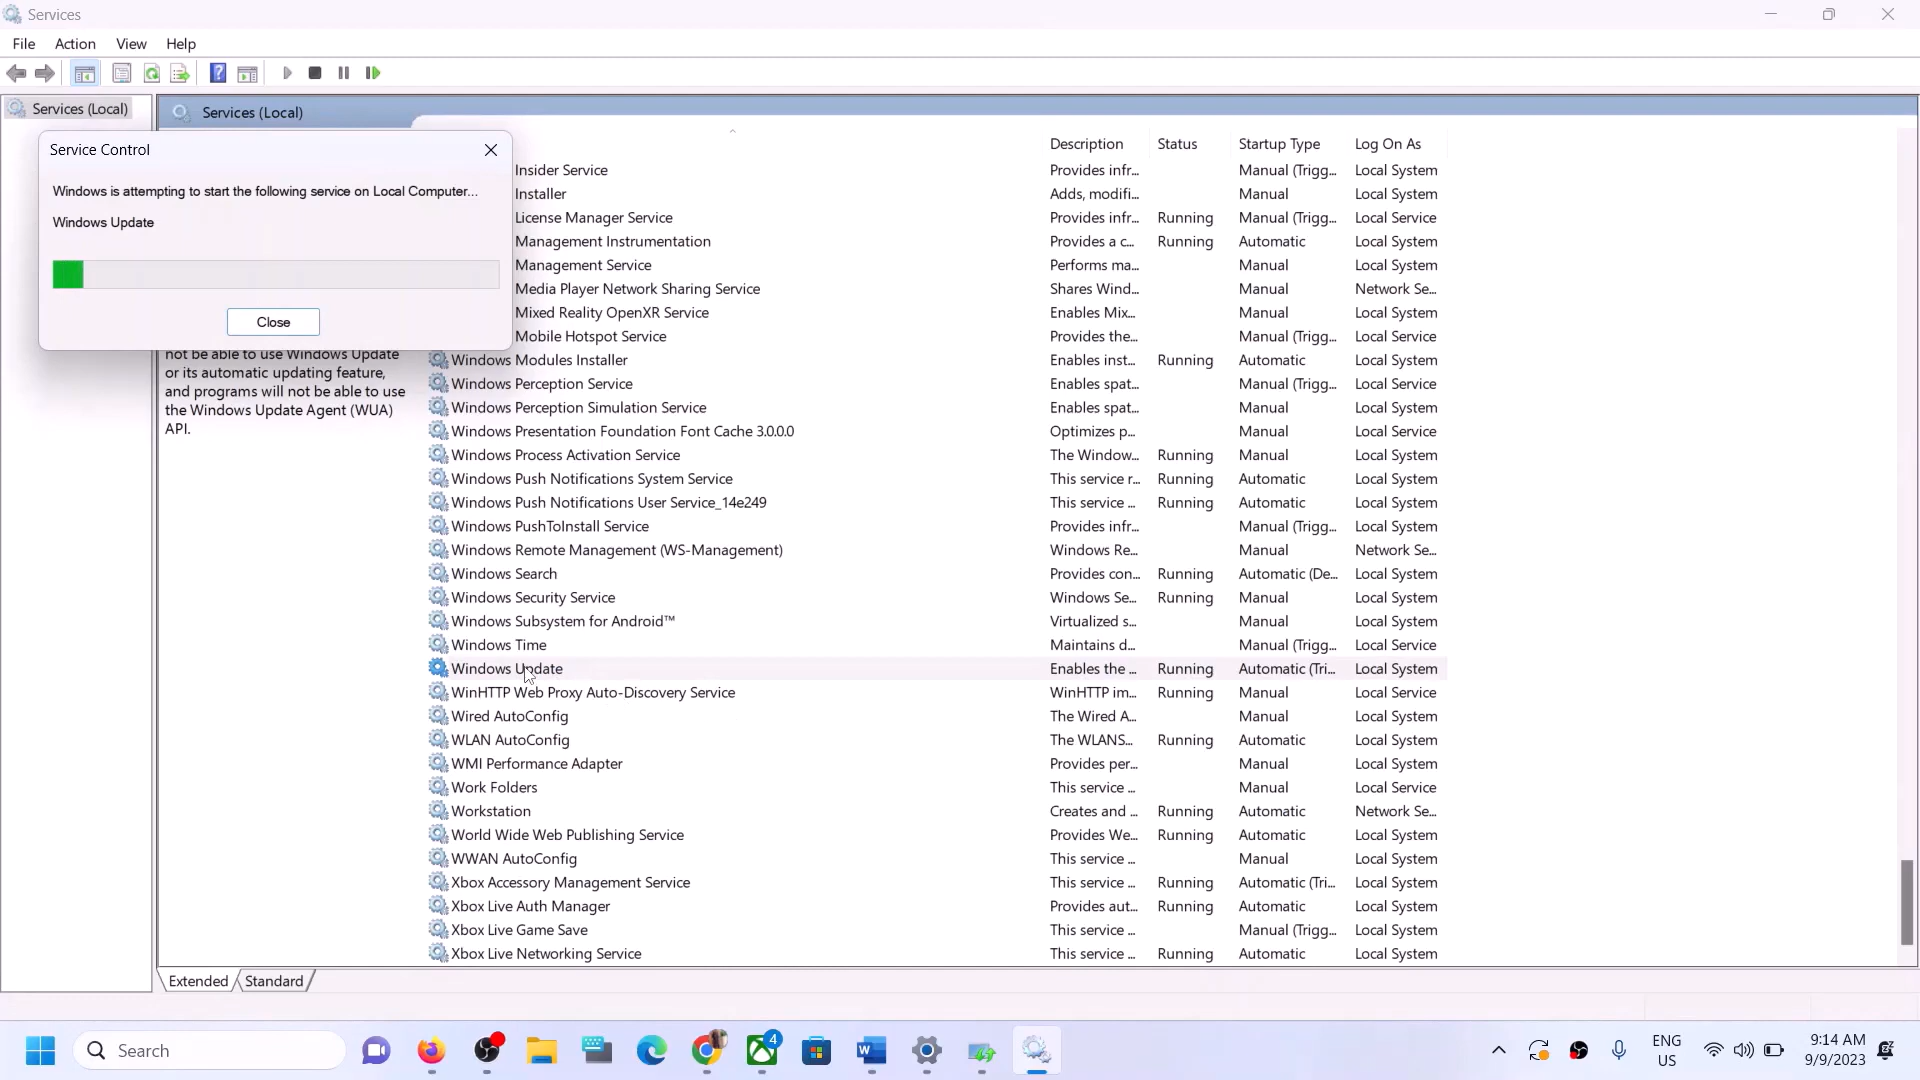 Services
File Action View Help
Services (Local)
Services (Local)
Service Control
Windows is attempting to start the following service on Local Computer...
Windows Update
Close
not be able to use Windows Update
or its automatic updating feature,
and programs will not be able to use
the Windows Update Agent (WUA)
API.
Description Status Startup Type Log On As
Insider Service Provides infr... Manual (Trigg... Local System
Installer Adds, modifi... Manual Local System
License Manager Service Provides infr... Running Manual (Trigg... Local Service
Management Instrumentation Provides a c... Running Automatic Local System
Management Service Performs ma... Manual Local System
Media Player Network Sharing Service Shares Wind... Manual Network Se...
Mixed Reality OpenXR Service Enables Mix... Manual Local System
Mobile Hotspot Service Provides the... Manual (Trigg... Local Service
Windows Modules Installer Enables inst... Running Automatic Local System
Windows Perception Service Enables spat... Manual (Trigg... Local Service
Windows Perception Simulation Service Enables spat... Manual Local System
Windows Presentation Foundation Font Cache 3.0.0.0 Optimizes p... Manual Local Service
Windows Process Activation Service The Window... Running Manual Local System
Windows Push Notifications System Service This service r... Running Automatic Local System
Windows Push Notifications User Service_14e249 This service ... Running Automatic Local System
Windows PushToInstall Service Provides infr... Manual (Trigg... Local System
Windows Remote Management (WS-Management) Windows Re... Manual Network Se...
Windows Search Provides con... Running Automatic (De... Local System
Windows Security Service Windows Se... Running Manual Local System
Windows Subsystem for Android™ Virtualized s... Manual Local System
Windows Time Maintains d... Manual (Trigg... Local Service
Windows Update Enables the ... Running Automatic (Tri... Local System
WinHTTP Web Proxy Auto-Discovery Service WinHTTP im... Running Manual Local Service
Wired AutoConfig The Wired A... Manual Local System
WLAN AutoConfig The WLANS... Running Automatic Local System
WMI Performance Adapter Provides per... Manual Local System
Work Folders This service ... Manual Local Service
Workstation Creates and ... Running Automatic Network Se...
World Wide Web Publishing Service Provides We... Running Automatic Local System
WWAN AutoConfig This service ... Manual Local System
Xbox Accessory Management Service This service ... Running Automatic (Tri... Local System
Xbox Live Auth Manager Provides aut... Running Automatic Local System
Xbox Live Game Save This service ... Manual (Trigg... Local System
Xbox Live Networking Service This service ... Running Automatic Local System
Extended Standard
Search
4
ENG
US
9:14 AM
9/9/2023